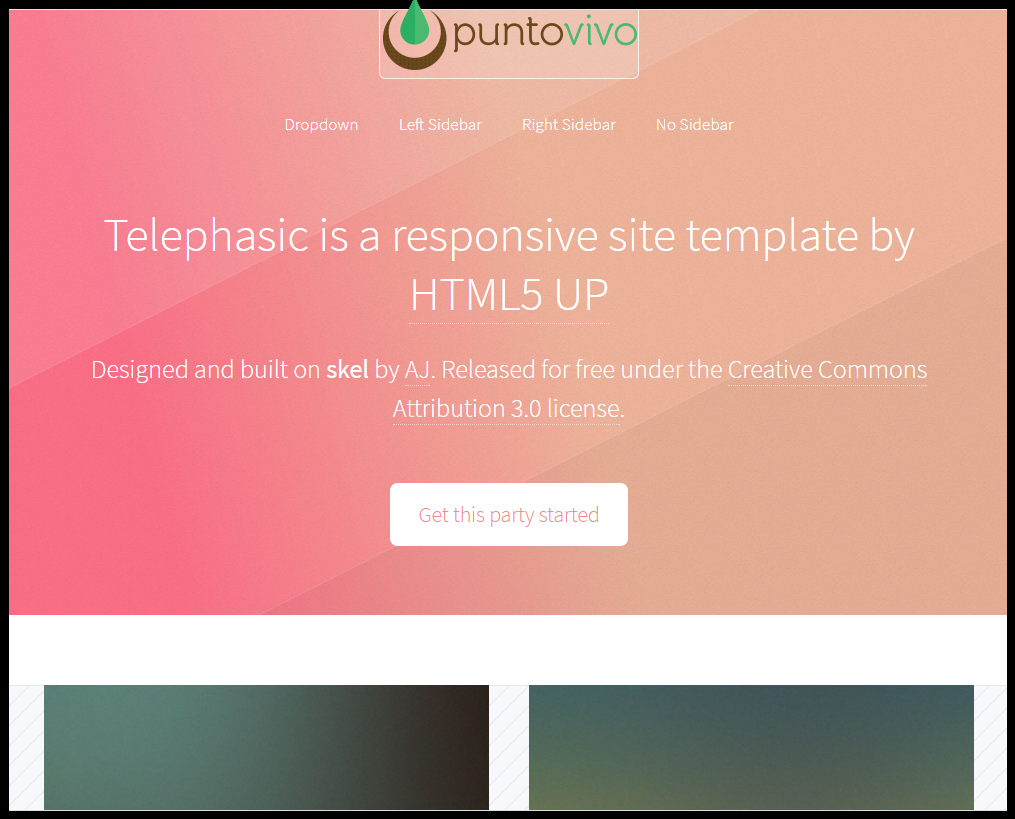 puntovivo
Dropdown Left Sidebar Right Sidebar No Sidebar
Telephasic is a responsive site template by
HTML5 UP
Designed and built on skel by AJ. Released for free under the Creative Commons
Attribution 3.0 license.
Get this party started